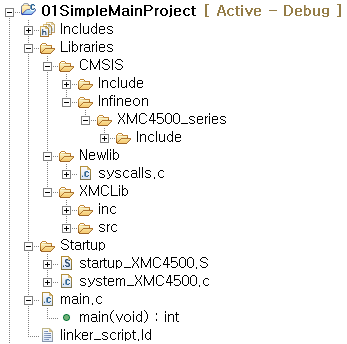 01SimpleMainProject [ Active - Debug ]
Includes
Libraries
CMSIS
Include
Infineon
XMC4500_series
Include
Newlib
syscalls.c
XMCLib
inc
src
Startup
startup_XMC4500.S
system_XMC4500.c
main.c
main(void) : int
linker_script.ld